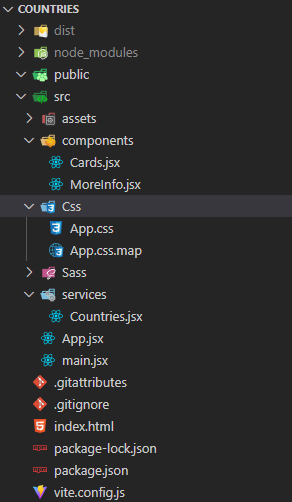 COUNTRIES
dist
node_modules
public
src
assets
components
Cards.jsx
MoreInfo.jsx
Css
App.css
App.css.map
Sass
services
Countries.jsx
App.jsx
main.jsx
.gitattributes
.gitignore
index.html
package-lock.json
package.json
vite.config.js